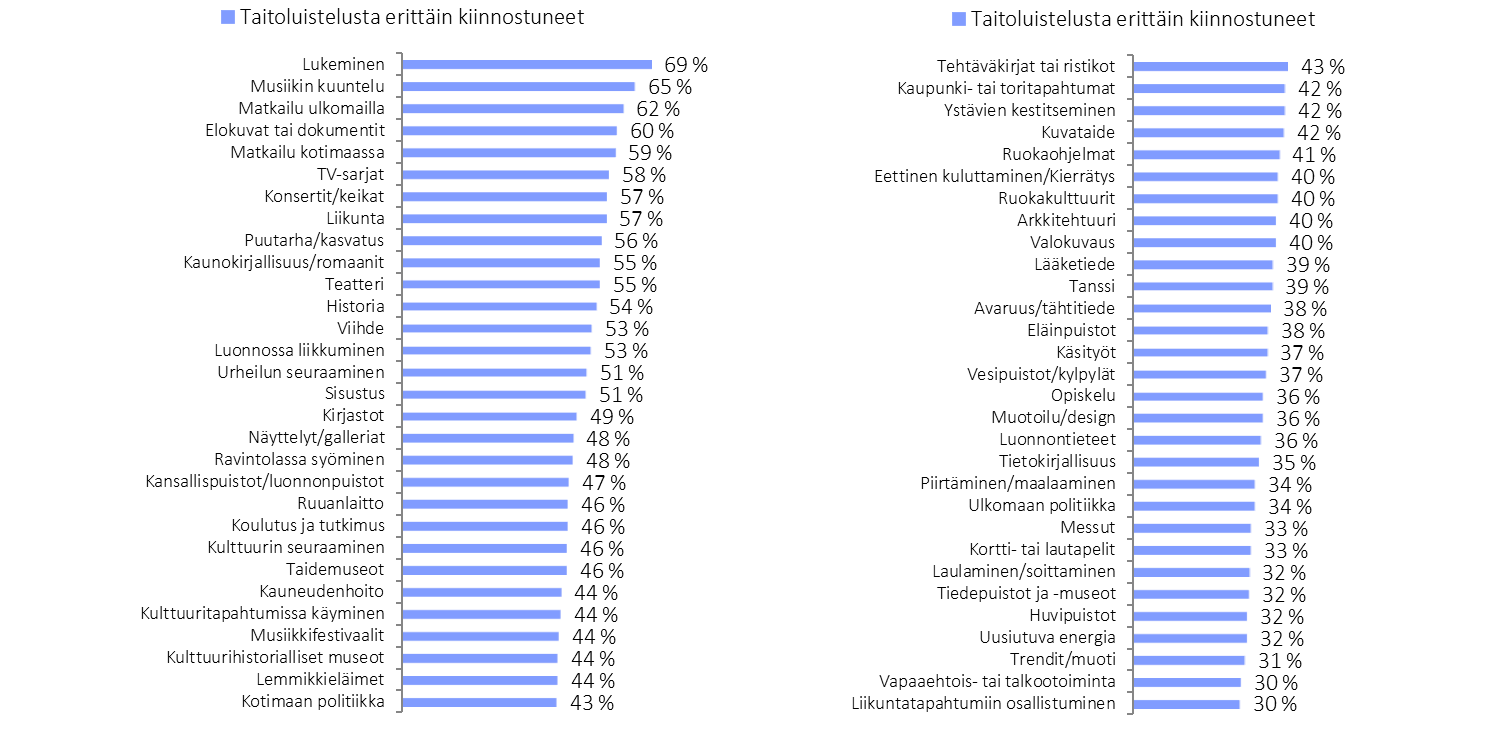 Taitoluistelusta erittäin kiinnostuneet
Lukeminen 69 %
Musiikin kuuntelu 65 %
Matkailu ulkomailla 62 %
Elokuvat tai dokumentit 60 %
Matkailu kotimaassa 59 %
TV-sarjat 58 %
Konsertit/keikat 57 %
Liikunta 57 %
Puutarha/kasvatus 56 %
Kaunokirjallisuus/romaanit 55 %
Teatteri 55 %
Historia 54 %
Viihde 53 %
Luonnossa liikkuminen 53 %
Urheilun seuraaminen 51 %
Sisustus 51 %
Kirjastot 49 %
Näyttelyt/galleriat 48 %
Ravintolassa syöminen 48 %
Kansallispuistot/luonnonpuistot 47 %
Ruuanlaitto 46 %
Koulutus ja tutkimus 46 %
Kulttuurin seuraaminen 46 %
Taidemuseot 46 %
Kauneudenhoito 44 %
Kulttuuritapahtumissa käyminen 44 %
Musiikkifestivaalit 44 %
Kulttuurihistorialliset museot 44 %
Lemmikkieläimet 44 %
Kotimaan politiikka 43 %
Taitoluistelusta erittäin kiinnostuneet
Tehtäväkirjat tai ristikot 43 %
Kaupunki- tai toritapahtumat 42 %
Ystävien kestitseminen 42 %
Kuvataide 42 %
Ruokaohjelmat 41 %
Eettinen kuluttaminen/Kierrätys 40 %
Ruokakulttuurit 40 %
Arkkitehtuuri 40 %
Valokuvaus 40 %
Lääketiede 39 %
Tanssi 39 %
Avaruus/tähtitiede 38 %
Eläinpuistot 38 %
Käsityöt 37 %
Vesipuistot/kylpylät 37 %
Opiskelu 36 %
Muotoilu/design 36 %
Luonnontieteet 36 %
Tietokirjallisuus 35 %
Piirtäminen/maalaaminen 34 %
Ulkomaan politiikka 34 %
Messut 33 %
Kortti- tai lautapelit 33 %
Laulaminen/soittaminen 32 %
Tiedepuistot ja -museot 32 %
Huvipuistot 32 %
Uusiutuva energia 32 %
Trendit/muoti 31 %
Vapaaehtois- tai talkootoiminta 30 %
Liikuntatapahtumiin osallistuminen 30 %